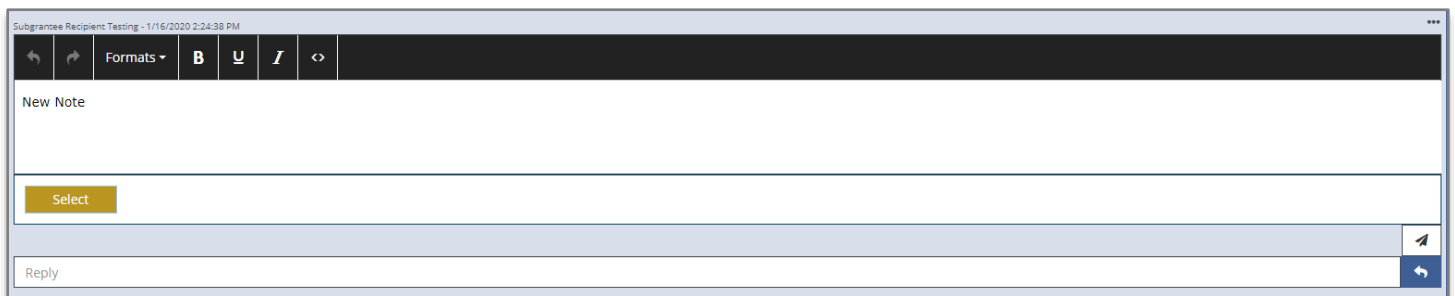 Subgrantee Recipient Testing - 1/16/2020 2:24:38 PM
Formats B U I <>
New Note
Select
Reply